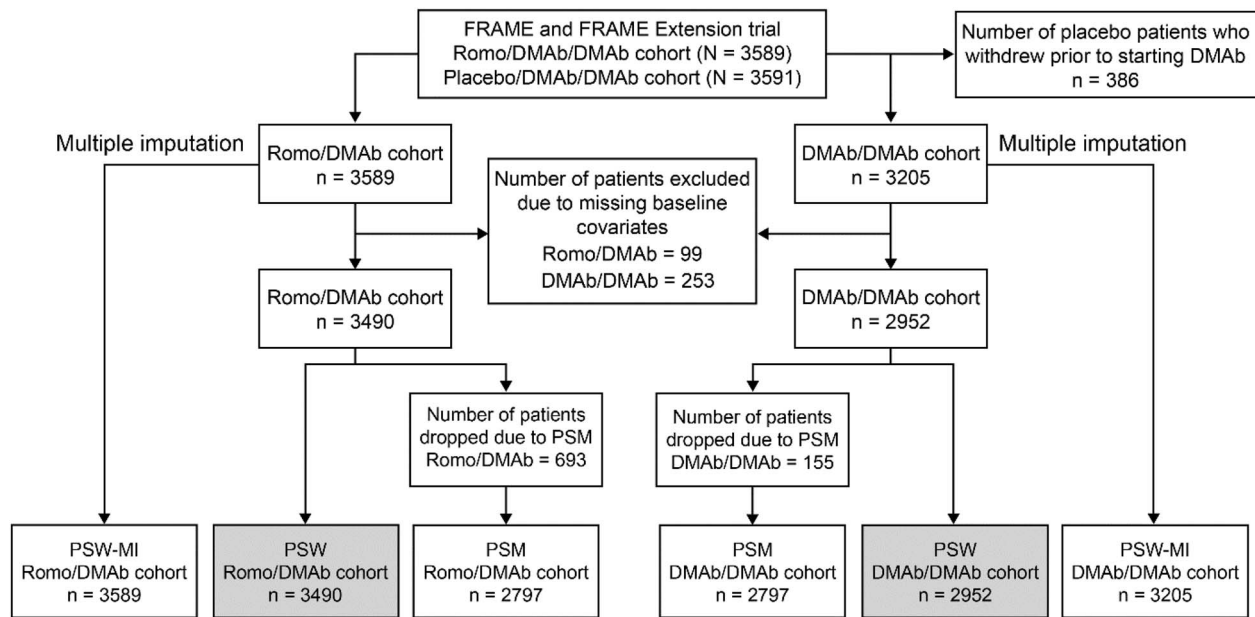 FRAME and FRAME Extension trial
Romo/DMAb/DMAb cohort (N = 3589)
Placebo/DMAb/DMAb cohort (N = 3591)
Number of placebo patients who
withdrew prior to starting DMAb
n = 386
Multiple imputation
Romo/DMAb cohort
n = 3589
Number of patients excluded
due to missing baseline
covariates
Romo/DMAb = 99
DMAb/DMAb = 253
DMAb/DMAb cohort
n = 3205
Multiple imputation
Romo/DMAb cohort
n = 3490
DMAb/DMAb cohort
n = 2952
Number of patients
dropped due to PSM
Romo/DMAb = 693
Number of patients
dropped due to PSM
DMAb/DMAb = 155
PSW-MI
Romo/DMAb cohort
n = 3589
PSW
Romo/DMAb cohort
n = 3490
PSM
Romo/DMAb cohort
n = 2797
PSM
DMAb/DMAb cohort
n = 2797
PSW
DMAb/DMAb cohort
n = 2952
PSW-MI
DMAb/DMAb cohort
n = 3205